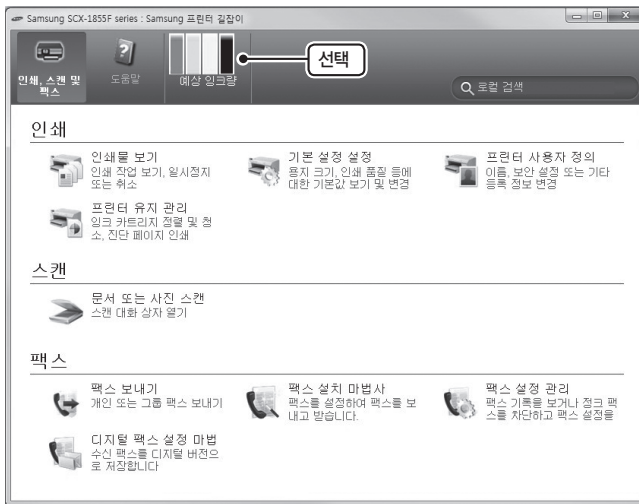 Samsung SCX-1855F series : Samsung 프린터 길잡이
인쇄, 스캔 및
팩스
도움말
예상 잉크량
선택
로컬 검색
인쇄
인쇄물 보기
인쇄 작업 보기, 일시정지
또는 취소
기본 설정 설정
용지 크기, 인쇄 품질 등에
대한 기본값 보기 및 변경
프린터 사용자 정의
이름, 보안 설정 또는 기타
등록 정보 변경
프린터 유지 관리
잉크 카트리지 정렬 및 청
소, 진단 페이지 인쇄
스캔
문서 또는 사진 스캔
스캔 대화 상자 열기
팩스
팩스 보내기
개인 또는 그룹 팩스 보내기
팩스 설치 마법사
팩스를 설정하여 팩스를 보
내고 받습니다.
팩스 설정 관리
팩스 기록을 보거나 정크 팩
스를 차단하고 팩스 설정을
디지털 팩스 설정 마법
수신 팩스를 디지털 버전으
로 저장합니다